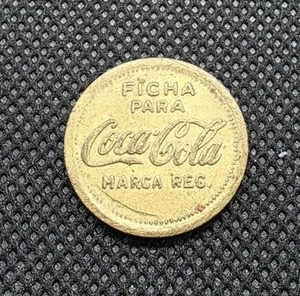 FICHA
PARA
Coca-Cola
MARCA REG.